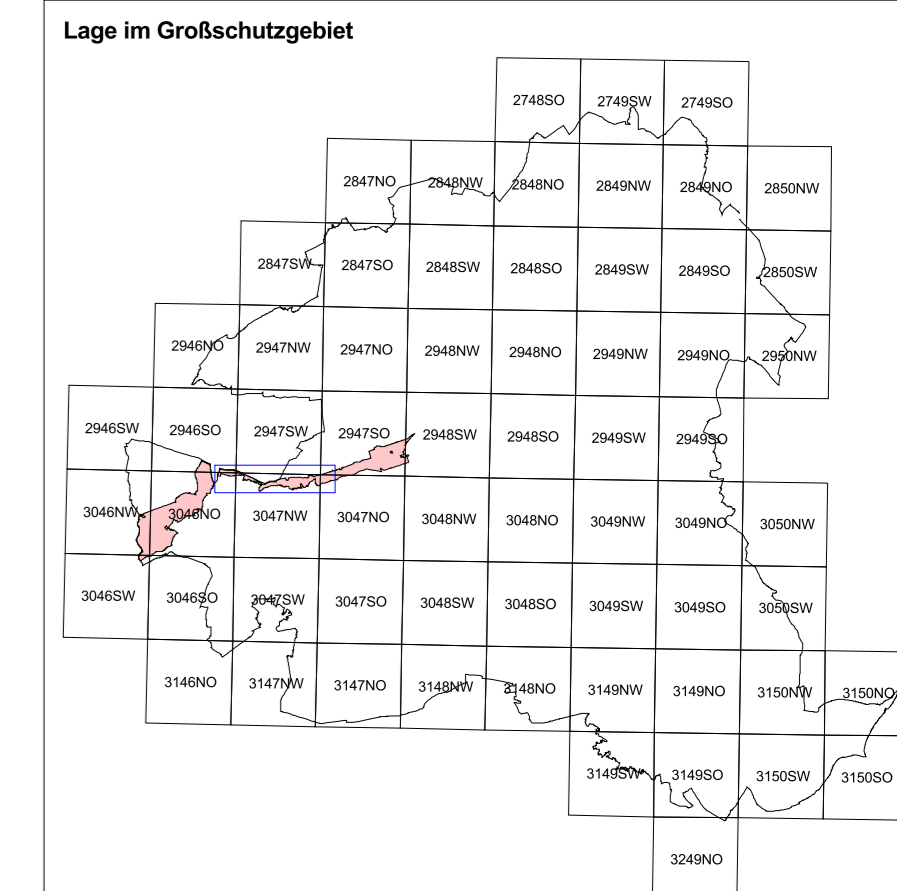 Lage im Großschutzgebiet
2748SO 2749SW 2749SO
2847NO 2848NW 2848NO 2849NW 2849NO 2850NW
2847SW 2847SO 2848SW 2848SO 2849SW 2849SO 2850SW
2946NO 2947NW 2947NO 2948NW 2948NO 2949NW 2949NO 2950NW
2946SW 2946SO 2947SW 2947SO 2948SW 2948SO 2949SW 2949SO
3046NW 3046NO 3047NW 3047NO 3048NW 3048NO 3049NW 3049NO 3050NW
3046SW 3046SO 3047SW 3047SO 3048SW 3048SO 3049SW 3049SO 3050SW
3146NO 3147NW 3147NO 3148NW 3148NO 3149NW 3149NO 3150NW 3150NO
3149SW 3149SO 3150SW 3150SO
3249NO